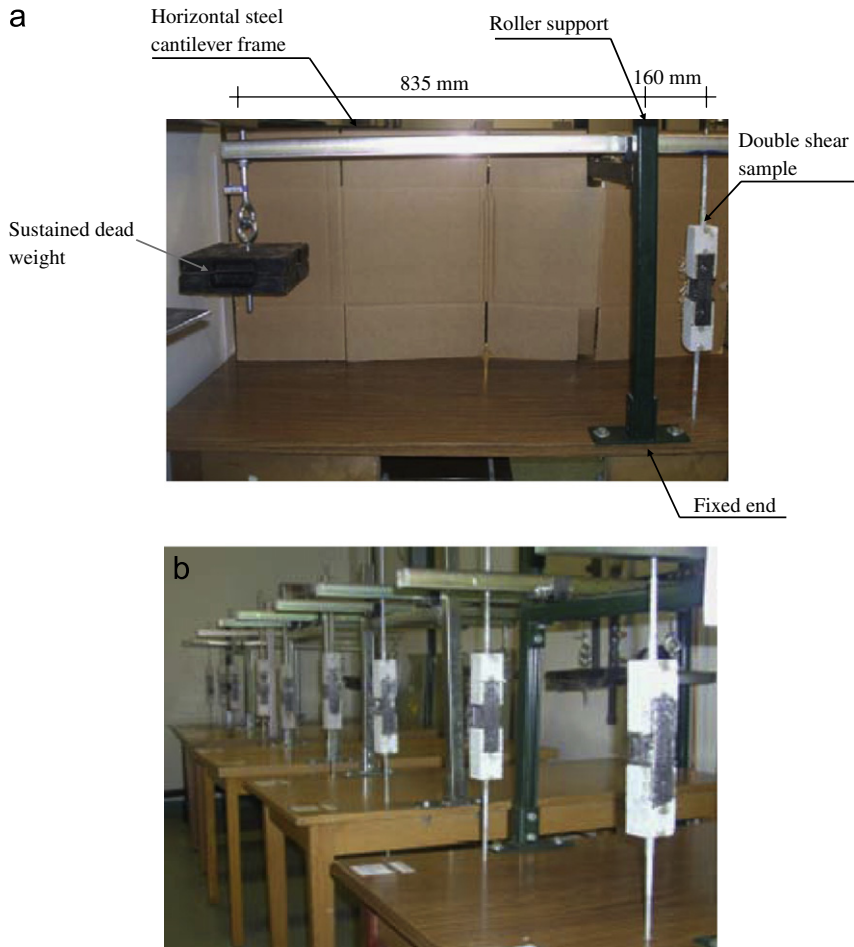 a
Horizontal steel
cantilever frame
Roller support
835 mm
160 mm
Double shear
sample
Sustained dead
weight
Fixed end
b